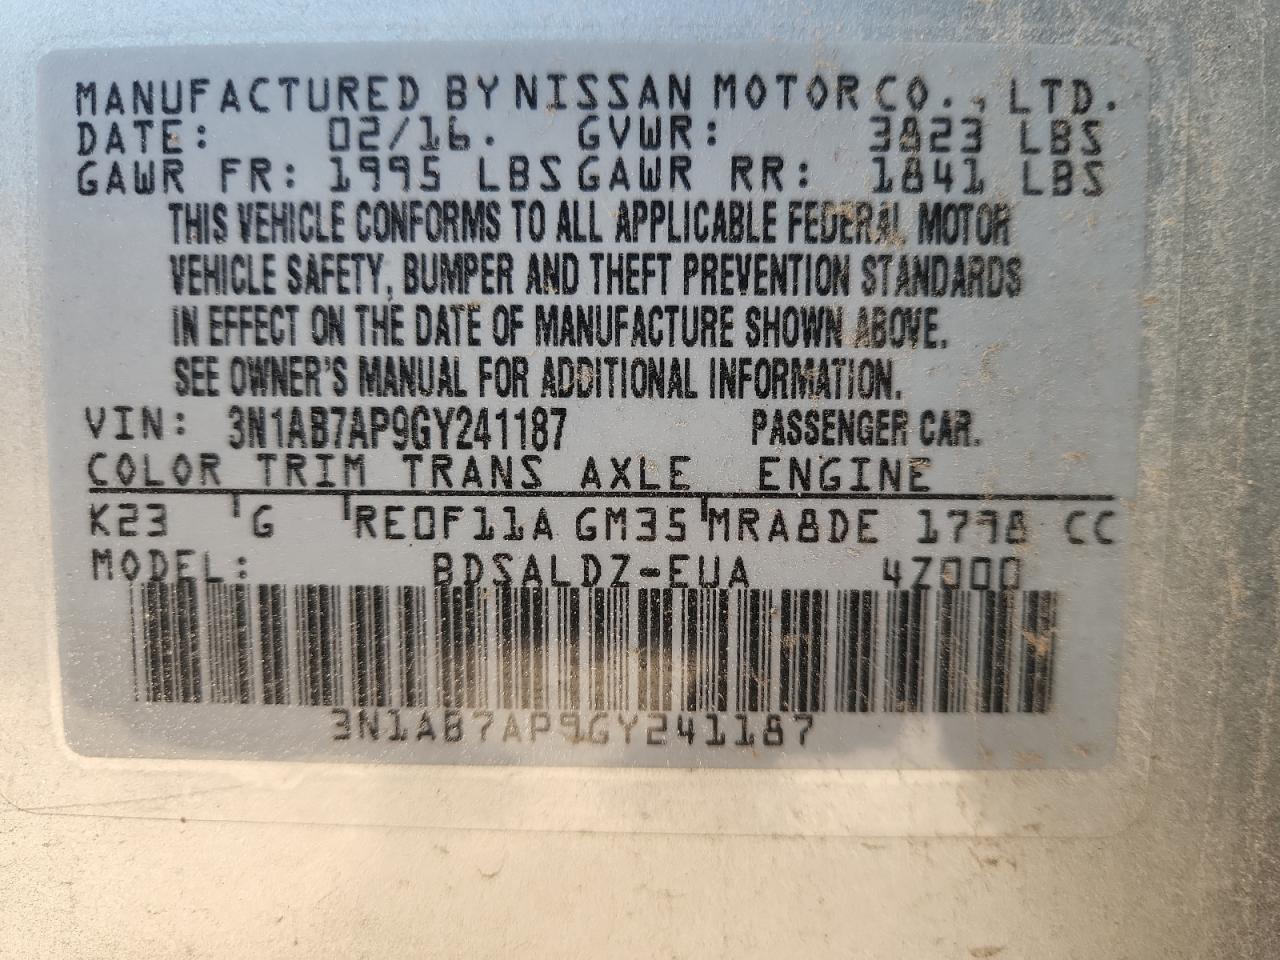 MANUFACTURED BY NISSAN MOTOR CO., LTD.
DATE: 02/16. GVWR: 3823 LBS
GAWR FR: 1995 LBS GAWR RR: 1841 LBS
THIS VEHICLE CONFORMS TO ALL APPLICABLE FEDERAL MOTOR
VEHICLE SAFETY, BUMPER AND THEFT PREVENTION STANDARDS
IN EFFECT ON THE DATE OF MANUFACTURE SHOWN ABOVE.
SEE OWNER'S MANUAL FOR ADDITIONAL INFORMATION.
VIN: 3N1AB7AP9GY241187 PASSENGER CAR.
COLOR TRIM TRANS AXLE ENGINE
K23 G RE0F11A GM35 MRA8DE 1798 CC
MODEL: BDSALDZ-EUA 4Z000
3N1AB7AP9GY241187